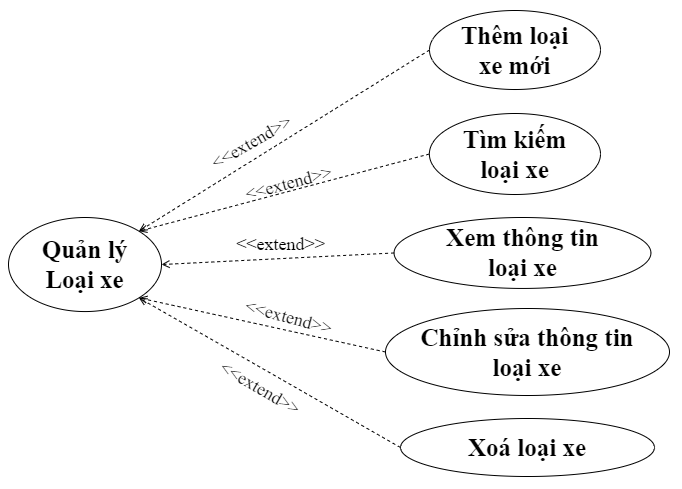 Thêm loại
xe mới
<<extend>>
Tìm kiếm
loại xe
<<extend>>
Quản lý
Loại xe
<<extend>>
Xem thông tin
loại xe
<<extend>>
Chỉnh sửa thông tin
loại xe
<<extend>>
Xoá loại xe